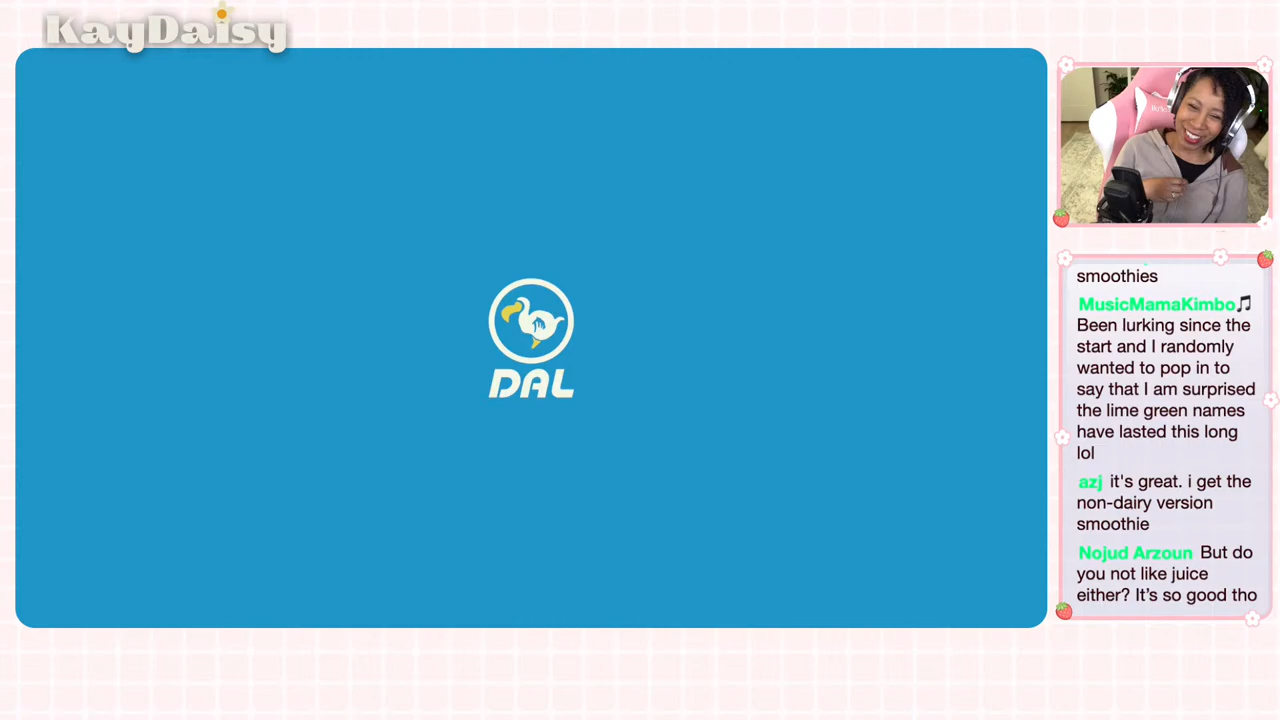 KayDaisy
DAL
smoothies
MusicMamaKimbo🎵
Been lurking since the
start and I randomly
wanted to pop in to
say that I am surprised
the lime green names
have lasted this long
lol
azj it's great. i get the
non-dairy version
smoothie
Nojud Arzoun But do
you not like juice
either? It’s so good tho